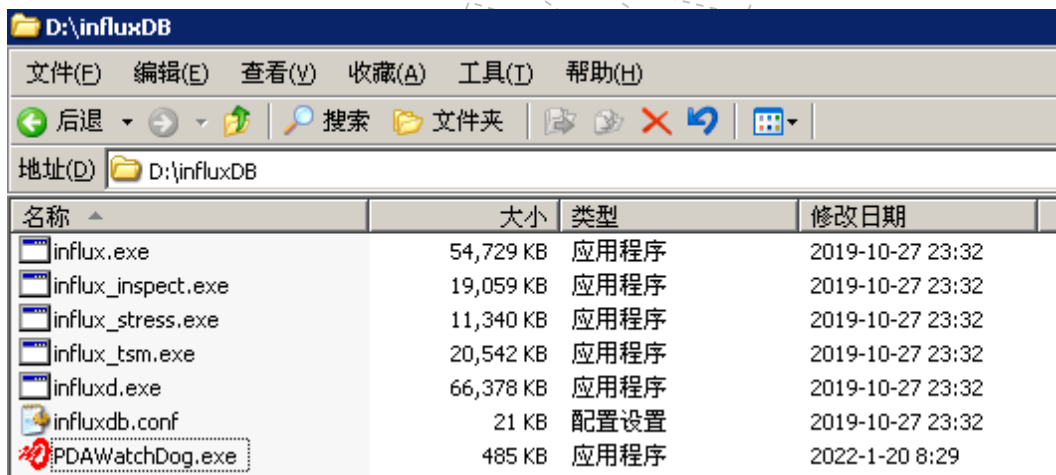 D:\influxDB
文件(F) 编辑(E) 查看(V) 收藏(A) 工具(T) 帮助(H)
后退 搜索 文件夹
地址(D) D:\influxDB
名称 大小 类型 修改日期
influx.exe 54,729 KB 应用程序 2019-10-27 23:32
influx_inspect.exe 19,059 KB 应用程序 2019-10-27 23:32
influx_stress.exe 11,340 KB 应用程序 2019-10-27 23:32
influx_tsm.exe 20,542 KB 应用程序 2019-10-27 23:32
influxd.exe 66,378 KB 应用程序 2019-10-27 23:32
influxdb.conf 21 KB 配置设置 2019-10-27 23:32
PDAWatchDog.exe 485 KB 应用程序 2022-1-20 8:29